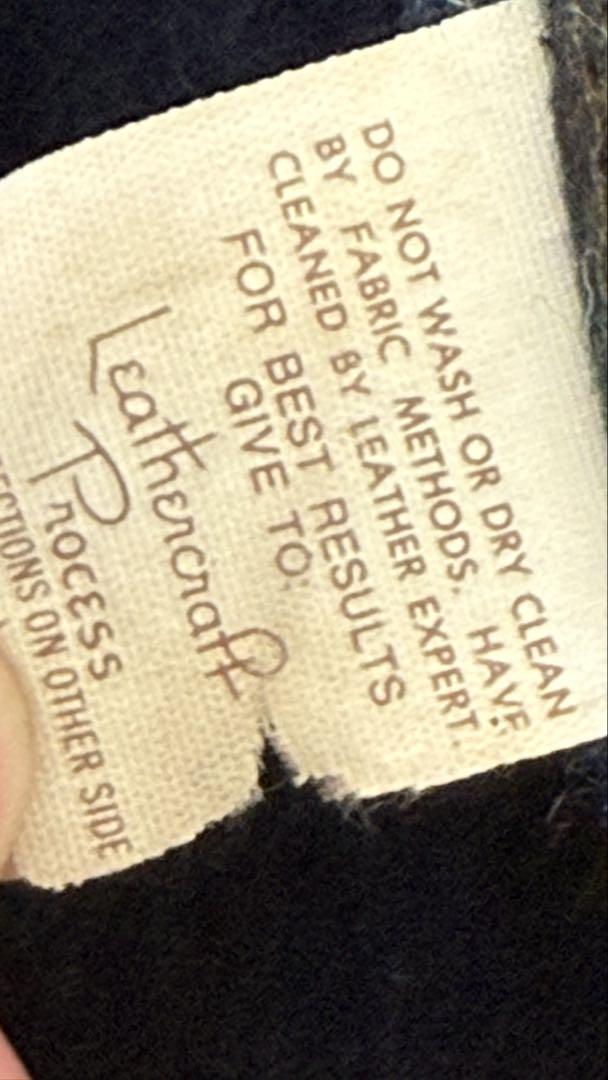 DO NOT WASH OR DRY CLEAN
BY FABRIC METHODS. HAVE
CLEANED BY LEATHER EXPERT.
FOR BEST RESULTS
GIVE TO:
Leathercraft
Process
ECTIONS ON OTHER SIDE